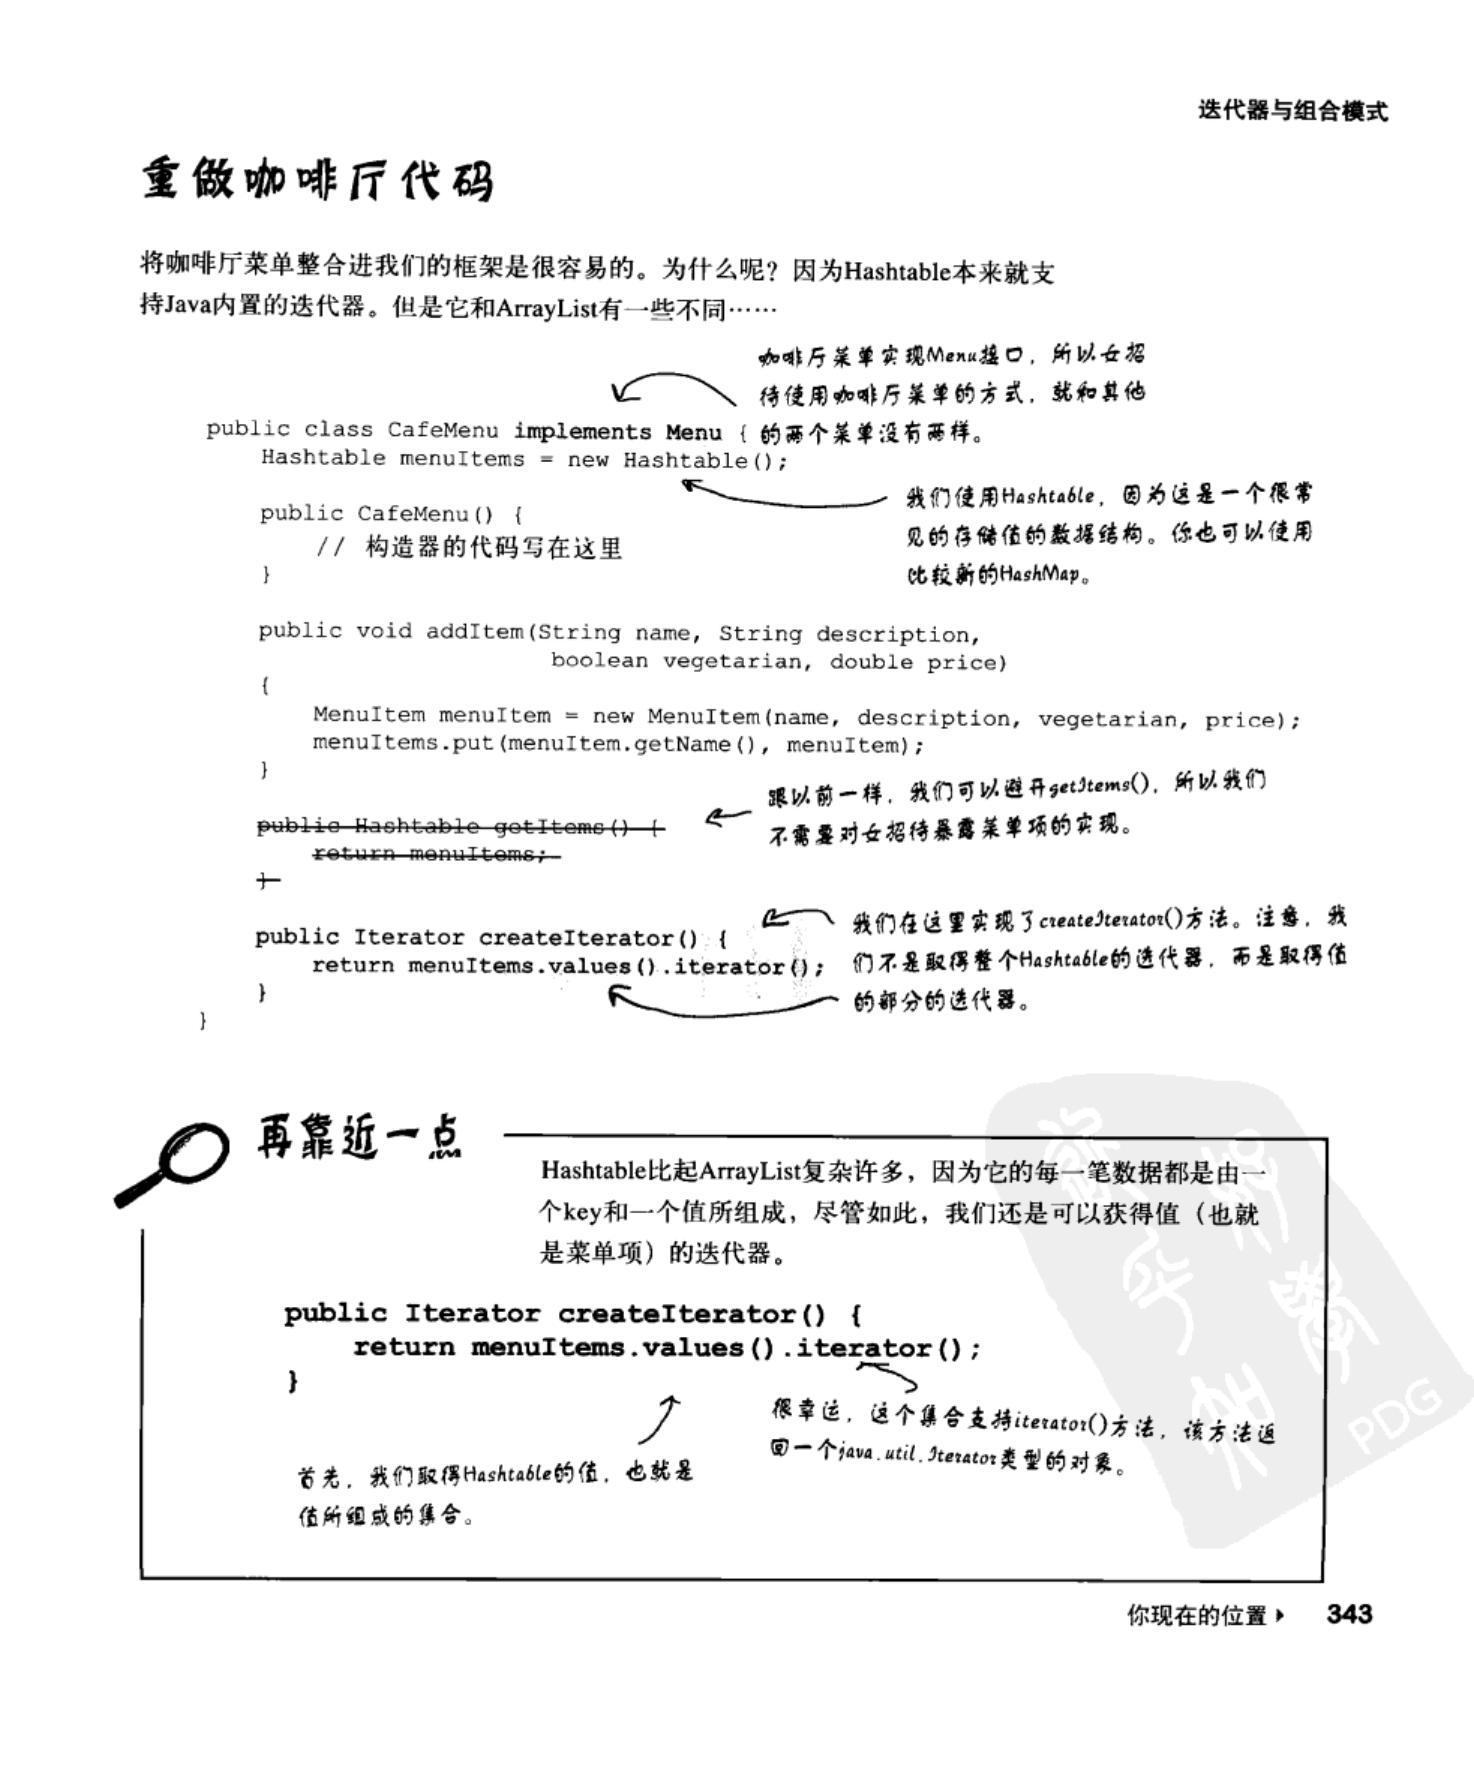 迭代器与组合模式
重做咖啡厅代码
将咖啡厅菜单整合进我们的框架是很容易的。为什么呢？因为Hashtable本来就支
持Java内置的迭代器。但是它和ArrayList有一些不同……
咖啡厅菜单实现Menu接口，所以女招
待使用咖啡厅菜单的方式，就和其他
的两个菜单没有两样。
public class CafeMenu implements Menu {
Hashtable menuItems = new Hashtable();
我们使用Hashtable，因为这是一个很常
见的存储值的数据结构。你也可以使用
比较新的HashMap。
public CafeMenu() {
// 构造器的代码写在这里
}
public void addItem(String name, String description,
boolean vegetarian, double price)
{
MenuItem menuItem = new MenuItem(name, description, vegetarian, price);
menuItems.put(menuItem.getName(), menuItem);
}
跟以前一样，我们可以避开getItems()，所以我们
不需要对女招待暴露菜单项的实现。
public Hashtable getItems() {
return menuItems;
}
我们在这里实现了createIterator()方法。注意，我
们不是取得整个Hashtable的迭代器，而是取得值
的部分的迭代器。
public Iterator createIterator() {
return menuItems.values().iterator();
}
}
再靠近一点
Hashtable比起ArrayList复杂许多，因为它的每一笔数据都是由一
个key和一个值所组成，尽管如此，我们还是可以获得值（也就
是菜单项）的迭代器。
public Iterator createIterator() {
return menuItems.values().iterator();
}
很幸运，这个集合支持iterator()方法，该方法返
回一个java.util.Iterator类型的对象。
首先，我们取得Hashtable的值，也就是
值所组成的集合。
PDG
你现在的位置 ▸ 343